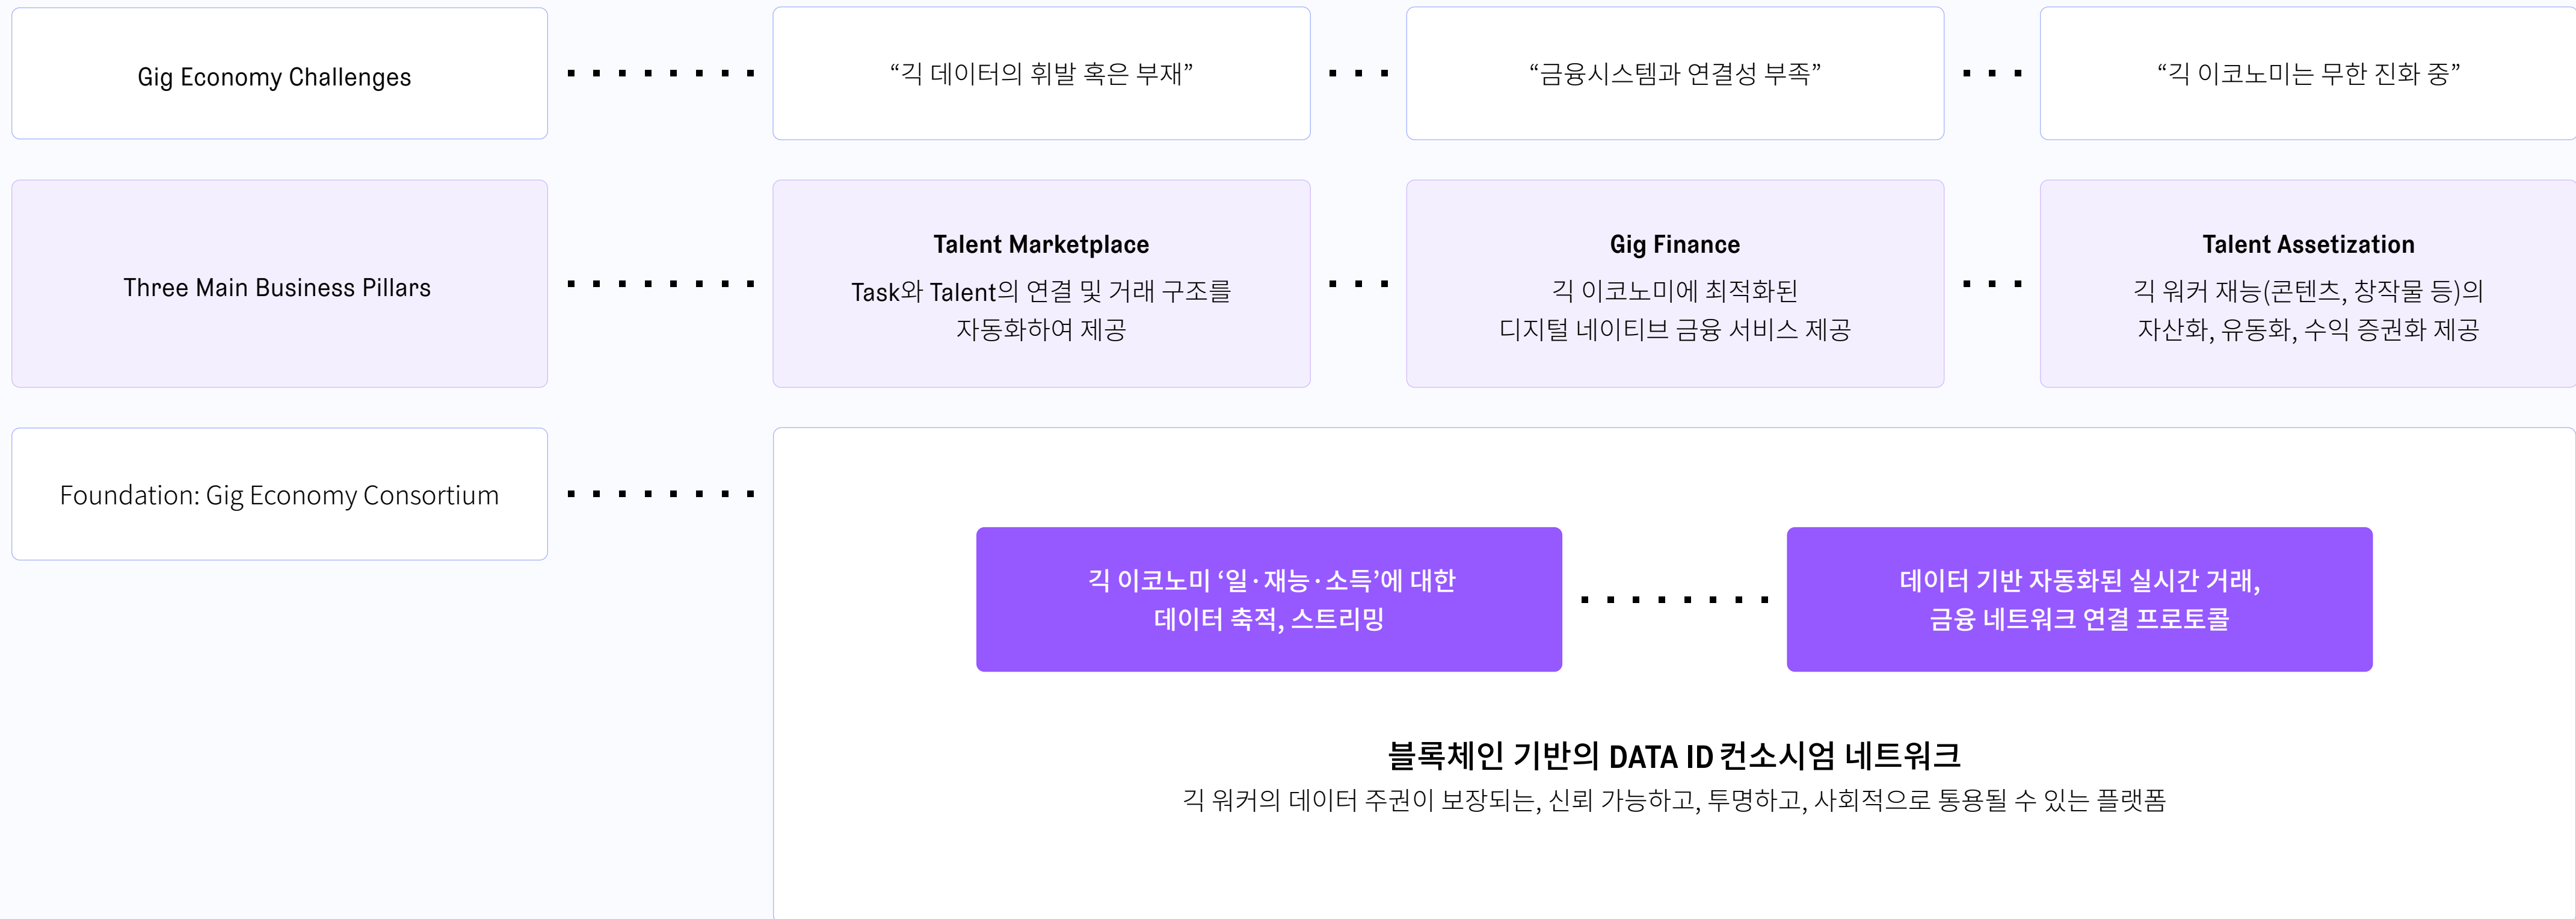 Gig Economy Challenges
“긱 데이터의 휘발 혹은 부재”
“금융시스템과 연결성 부족”
“긱 이코노미는 무한 진화 중”
Three Main Business Pillars
Talent Marketplace
Task와 Talent의 연결 및 거래 구조를
자동화하여 제공
Gig Finance
긱 이코노미에 최적화된
디지털 네이티브 금융 서비스 제공
Talent Assetization
긱 워커 재능(콘텐츠, 창작물 등)의
자산화, 유동화, 수익 증권화 제공
Foundation: Gig Economy Consortium
긱 이코노미 ‘일·재능·소득’에 대한
데이터 축적, 스트리밍
데이터 기반 자동화된 실시간 거래,
금융 네트워크 연결 프로토콜
블록체인 기반의 DATA ID 컨소시엄 네트워크
긱 워커의 데이터 주권이 보장되는, 신뢰 가능하고, 투명하고, 사회적으로 통용될 수 있는 플랫폼